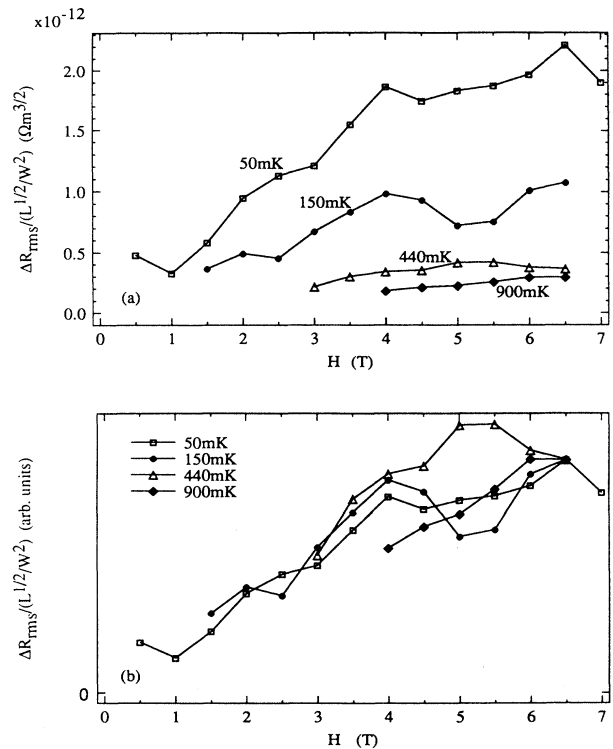 x10⁻¹²
2.0
1.5
1.0
0.5
0.0
ΔR_rms/(L^1/2/W²) (Ωm^3/2)
50mK
150mK
440mK
900mK
(a)
0 1 2 3 4 5 6 7
H (T)
50mK
150mK
440mK
900mK
ΔR_rms/(L^1/2/W²) (arb. units)
(b)
0
0 1 2 3 4 5 6 7
H (T)